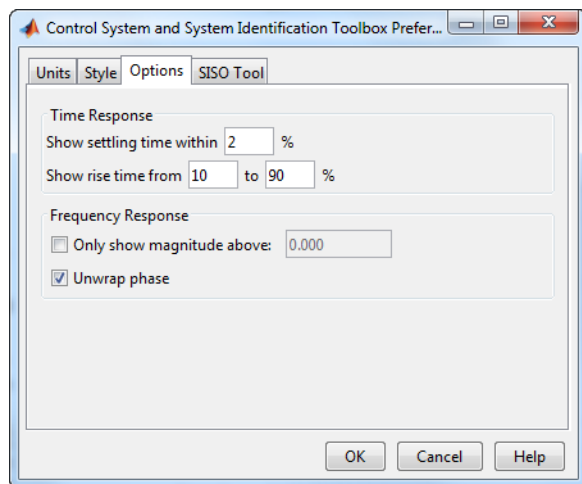 Control System and System Identification Toolbox Prefer...
Units Style Options SISO Tool
Time Response
Show settling time within 2 %
Show rise time from 10 to 90 %
Frequency Response
Only show magnitude above: 0.000
Unwrap phase
OK Cancel Help